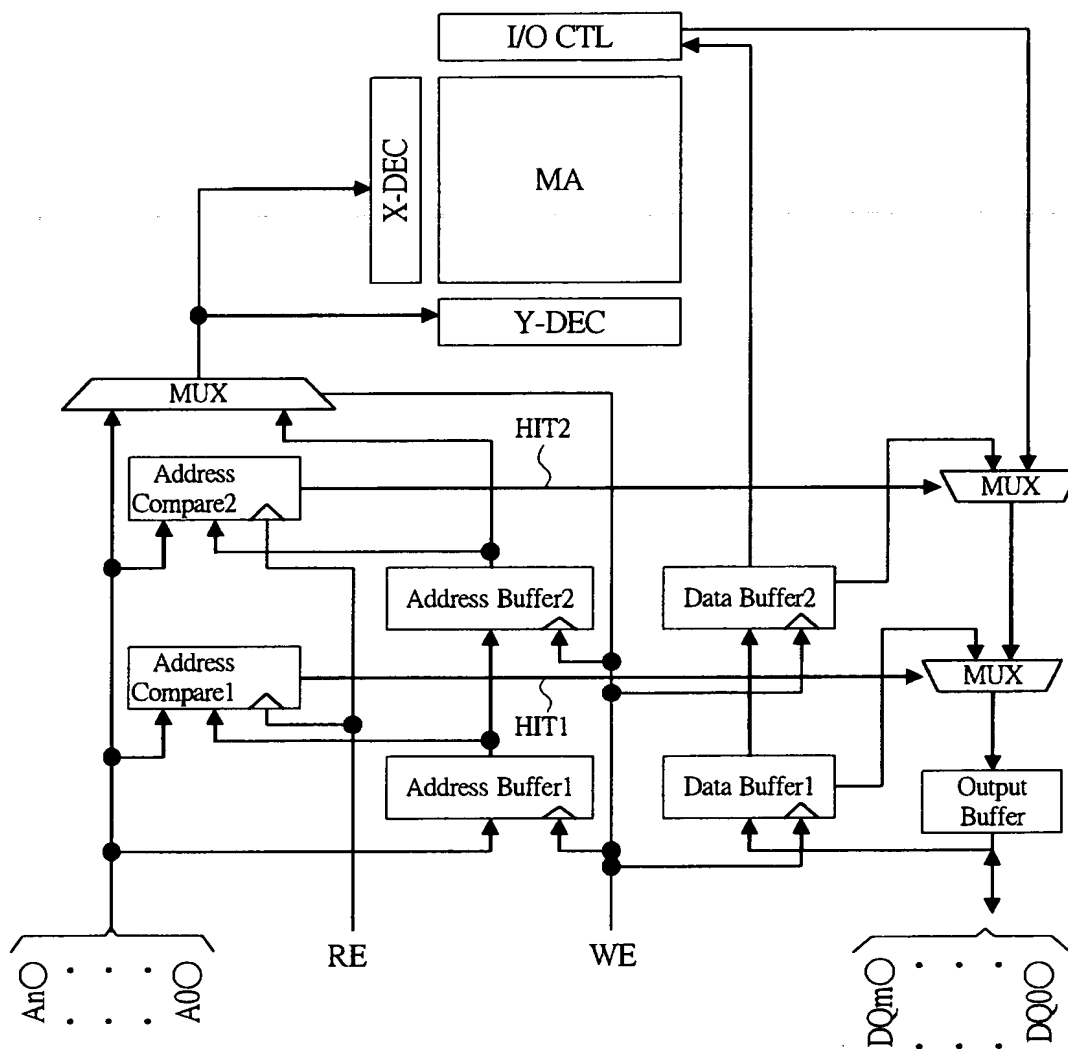 I/O CTL
X-DEC
MA
Y-DEC
MUX
HIT2
Address
Compare2
MUX
Address Buffer2
Data Buffer2
Address
Compare1
MUX
HIT1
Address Buffer1
Data Buffer1
Output
Buffer
An
A0
RE
WE
DQm
DQ0